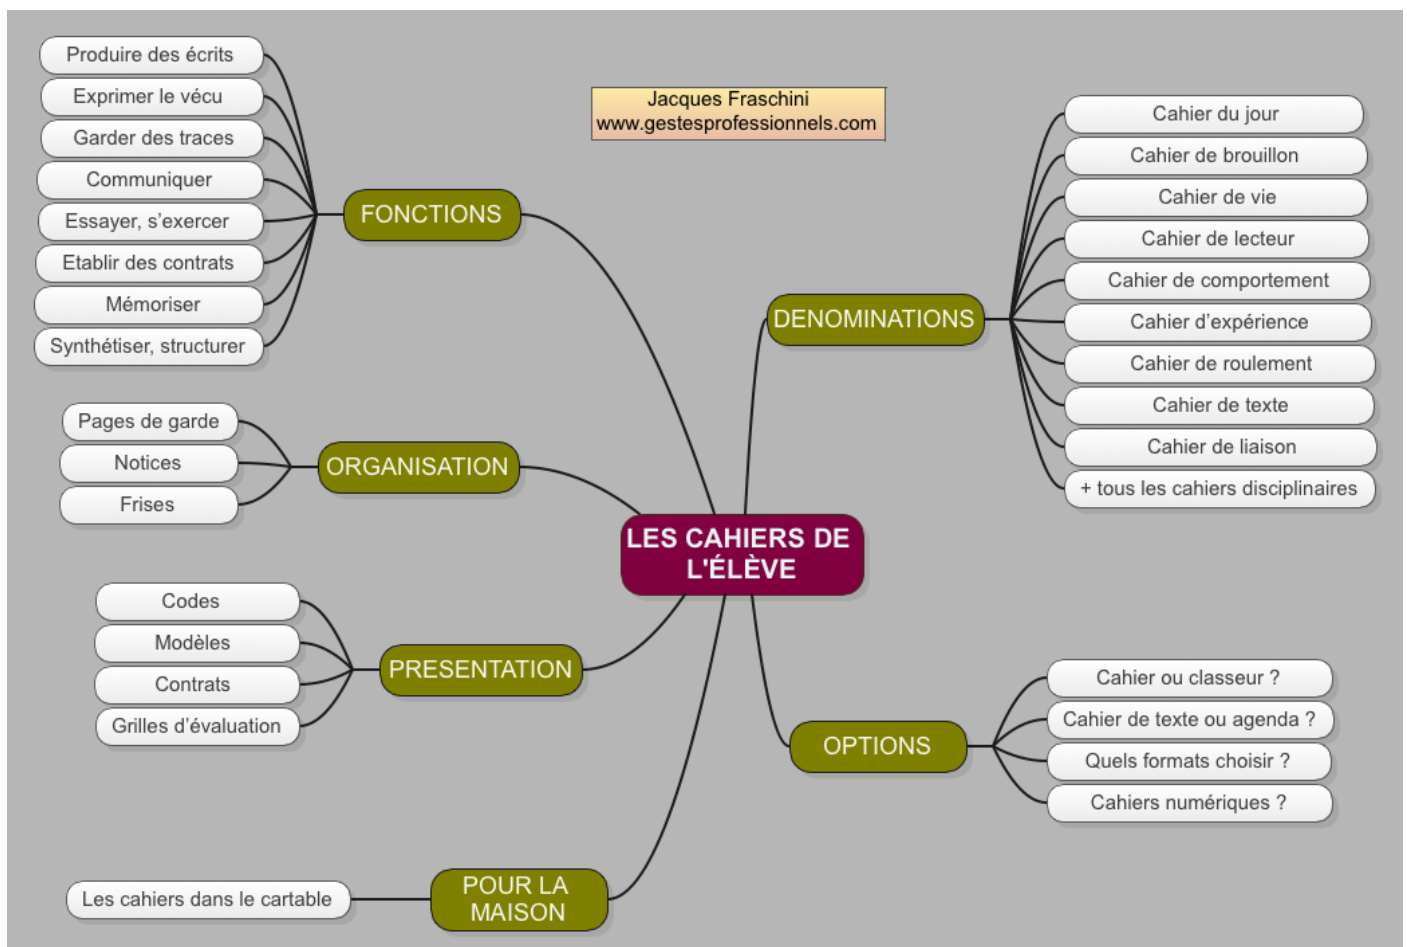 Produire des écrits
Exprimer le vécu
Garder des traces
Communiquer
Essayer, s’exercer
Etablir des contrats
Mémoriser
Synthétiser, structurer
FONCTIONS
Jacques Fraschini
www.gestesprofessionnels.com
Cahier du jour
Cahier de brouillon
Cahier de vie
Cahier de lecteur
Cahier de comportement
Cahier d’expérience
Cahier de roulement
Cahier de texte
Cahier de liaison
+ tous les cahiers disciplinaires
DENOMINATIONS
Pages de garde
Notices
Frises
ORGANISATION
LES CAHIERS DE
L'ÉLÈVE
Codes
Modèles
Contrats
Grilles d’évaluation
PRESENTATION
OPTIONS
Cahier ou classeur ?
Cahier de texte ou agenda ?
Quels formats choisir ?
Cahiers numériques ?
Les cahiers dans le cartable
POUR LA
MAISON